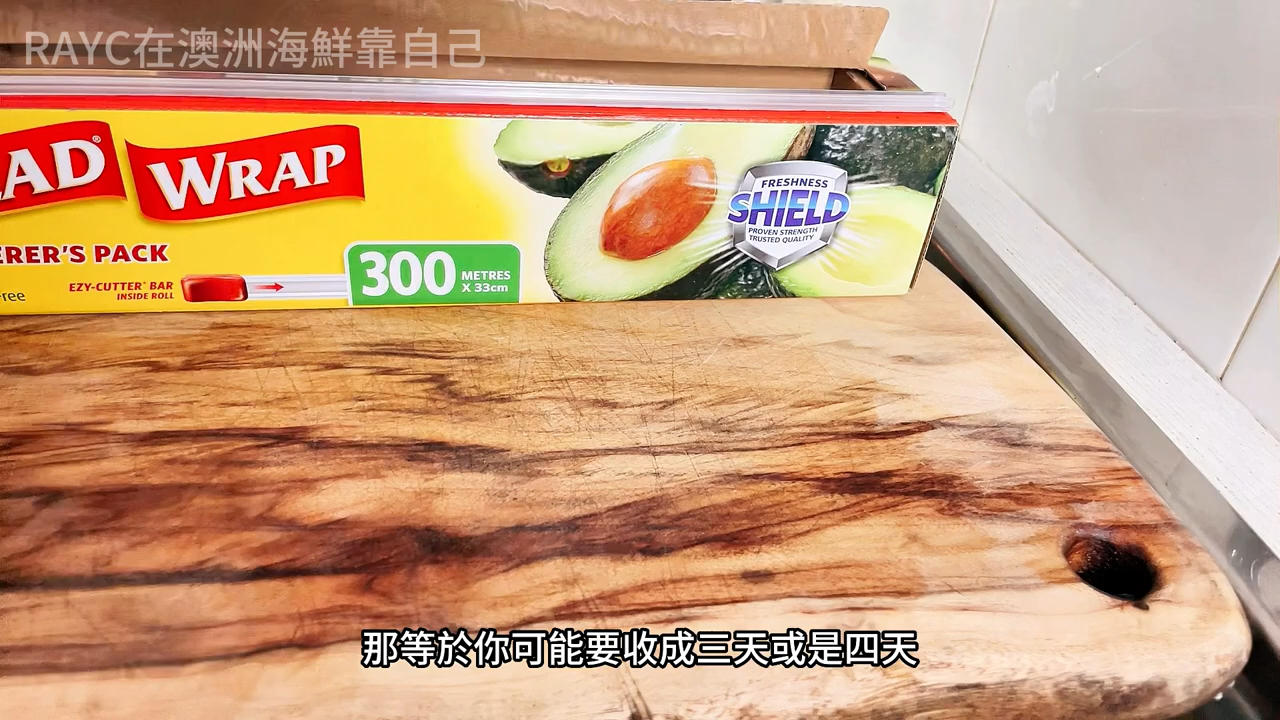 RAYC在澳洲海鮮靠自己
LAD® WRAP
ERER'S PACK
Free
EZY-CUTTER* BAR
INSIDE ROLL
300 METRES
X 33cm
FRESHNESS
SHIELD
PROVEN STRENGTH
TRUSTED QUALITY
那等於你可能要收成三天或是四天